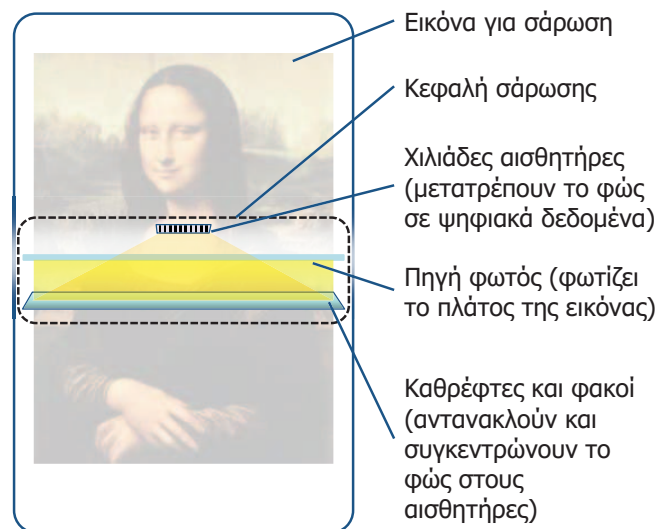 Εικόνα για σάρωση
Κεφαλή σάρωσης
Χιλιάδες αισθητήρες
(μετατρέπουν το φώς
σε ψηφιακά δεδομένα)
Πηγή φωτός (φωτίζει
το πλάτος της εικόνας)
Καθρέφτες και φακοί
(αντανακλούν και
συγκεντρώνουν το
φώς στους
αισθητήρες)